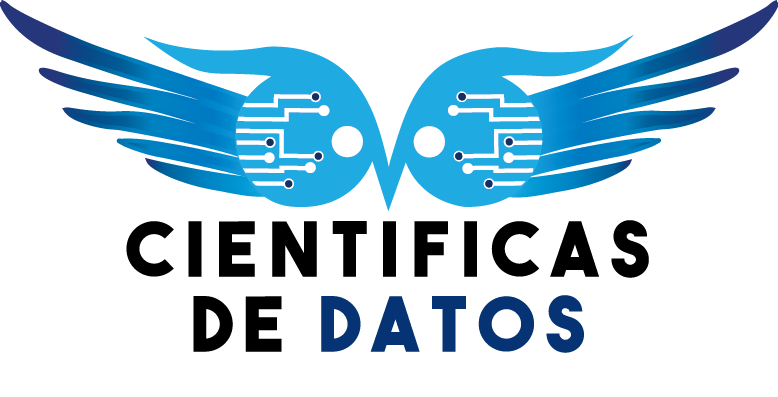 CIENTIFICAS
DE DATOS